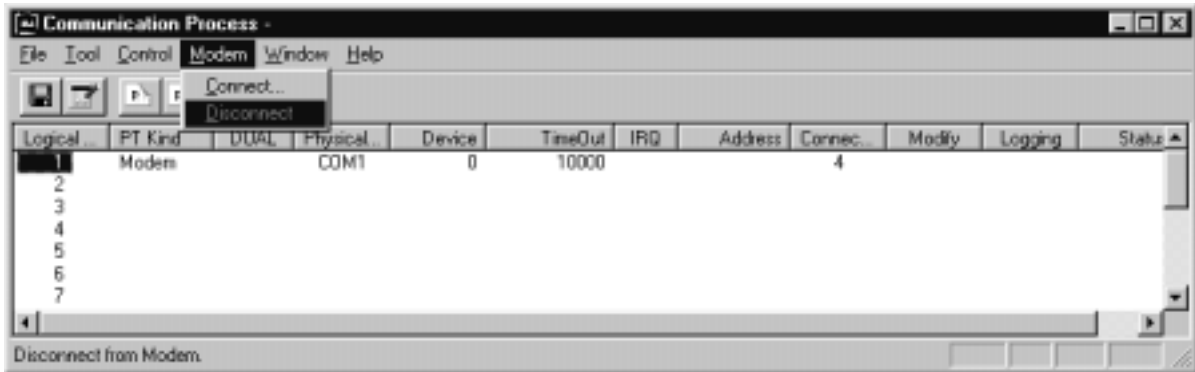 Communication Process -
File Tool Control Modem Window Help
Connect...
Disconnect
Logical ... PT Kind DUAL Physical... Device TimeOut IRQ Address Connec... Modify Logging Status
1 Modem COM1 0 10000 4
2
3
4
5
6
7
Disconnect from Modem.